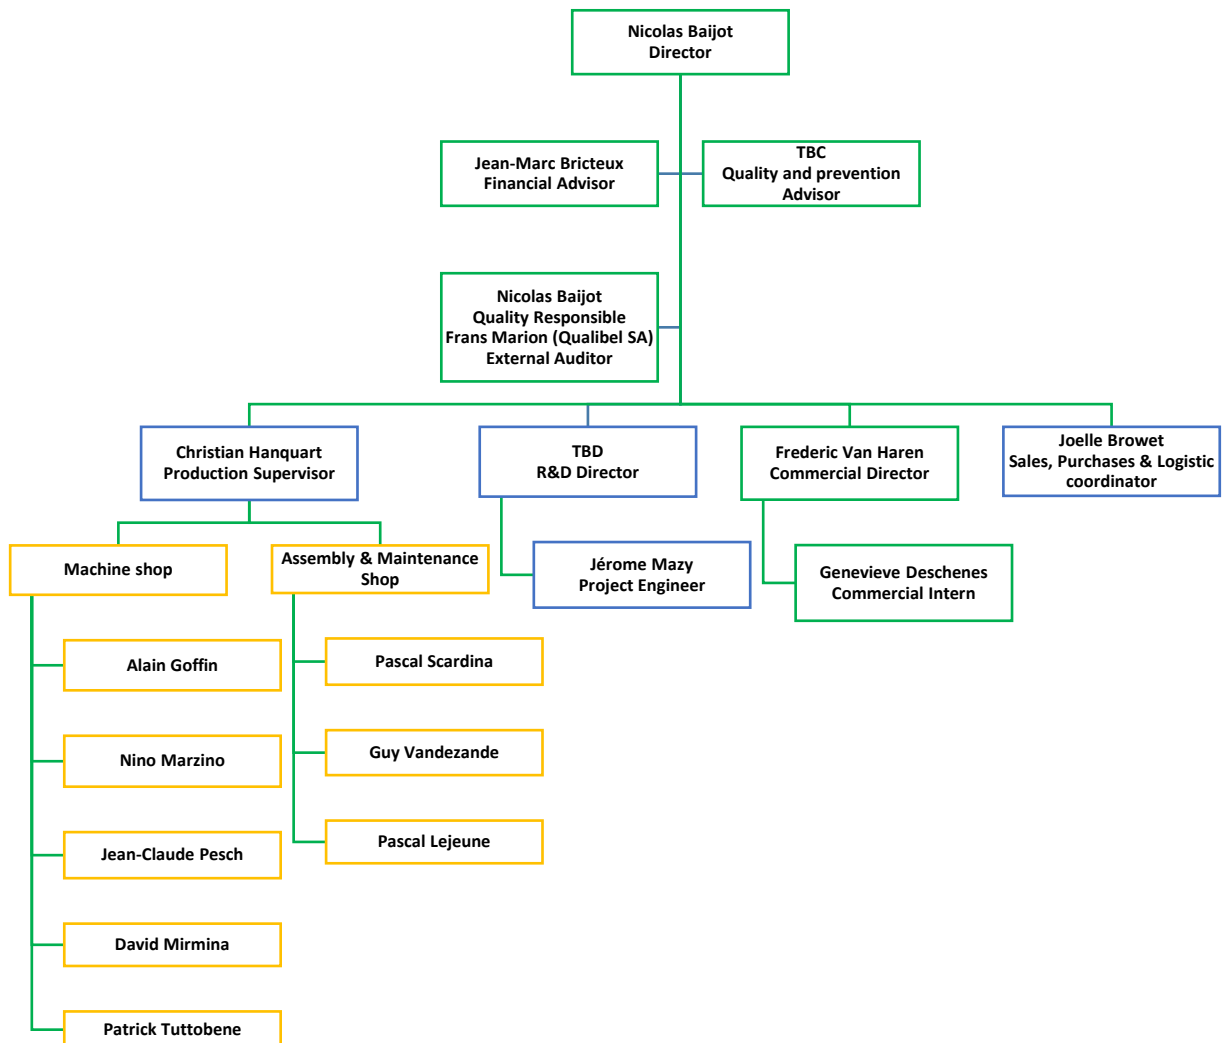 Nicolas Baijot
Director
Jean-Marc Bricteux
Financial Advisor
TBC
Quality and prevention
Advisor
Nicolas Baijot
Quality Responsible
Frans Marion (Qualibel SA)
External Auditor
Christian Hanquart
Production Supervisor
TBD
R&D Director
Frederic Van Haren
Commercial Director
Joelle Browet
Sales, Purchases & Logistic
coordinator
Machine shop
Assembly & Maintenance
Shop
Jérome Mazy
Project Engineer
Genevieve Deschenes
Commercial Intern
Alain Goffin
Pascal Scardina
Nino Marzino
Guy Vandezande
Jean-Claude Pesch
Pascal Lejeune
David Mirmina
Patrick Tuttobene